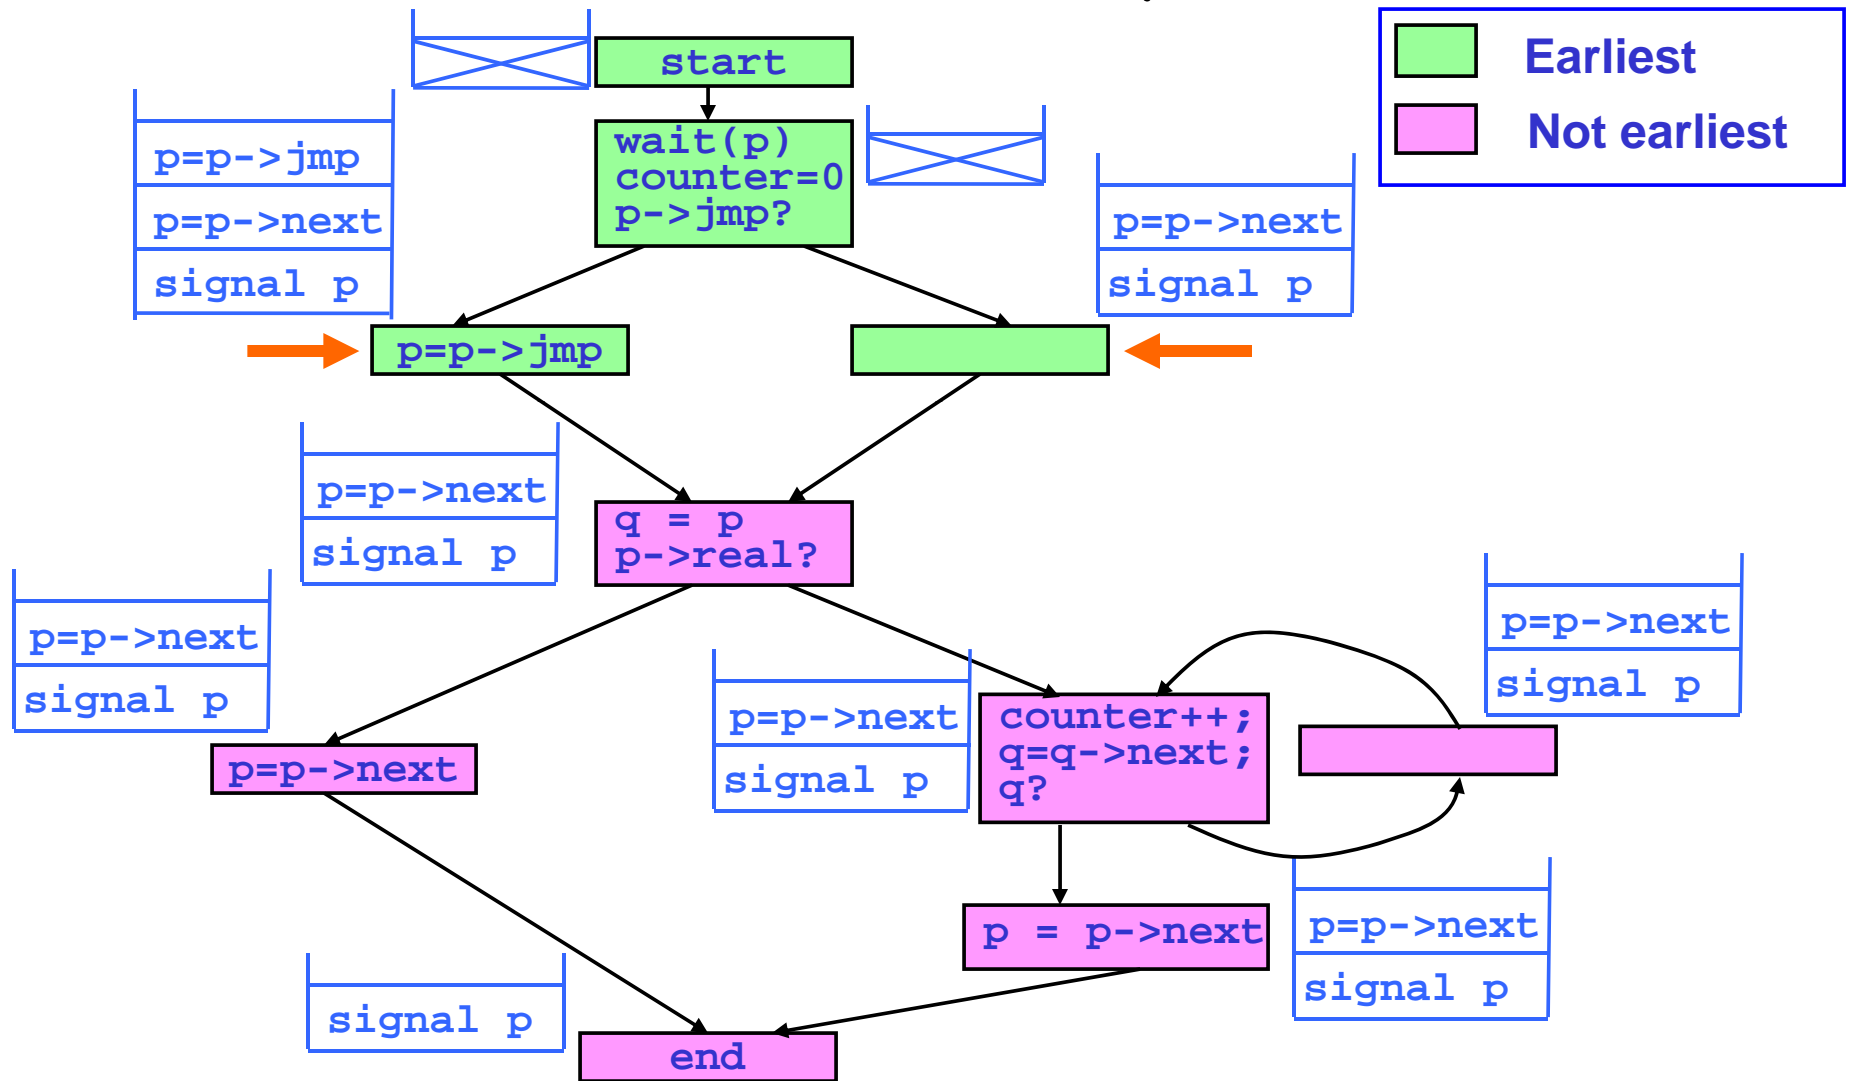 start
Earliest
Not earliest
wait(p)
counter=0
p->jmp?
p=p->jmp
p=p->next
signal p
p=p->next
signal p
p=p->jmp
p=p->next
signal p
q = p
p->real?
p=p->next
signal p
p=p->next
signal p
p=p->next
signal p
p=p->next
counter++;
q=q->next;
q?
p = p->next
p=p->next
signal p
signal p
end